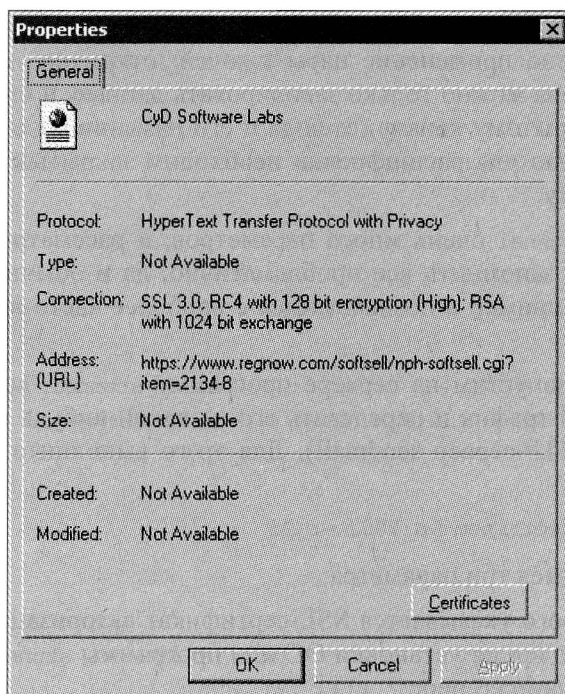 Properties
General
CyD Software Labs
Protocol: HyperText Transfer Protocol with Privacy
Type: Not Available
Connection: SSL 3.0, RC4 with 128 bit encryption (High); RSA
with 1024 bit exchange
Address: https://www.regnow.com/softsell/nph-softsell.cgi?
(URL) item=2134-8
Size: Not Available
Created: Not Available
Modified: Not Available
Certificates
OK Cancel Apply